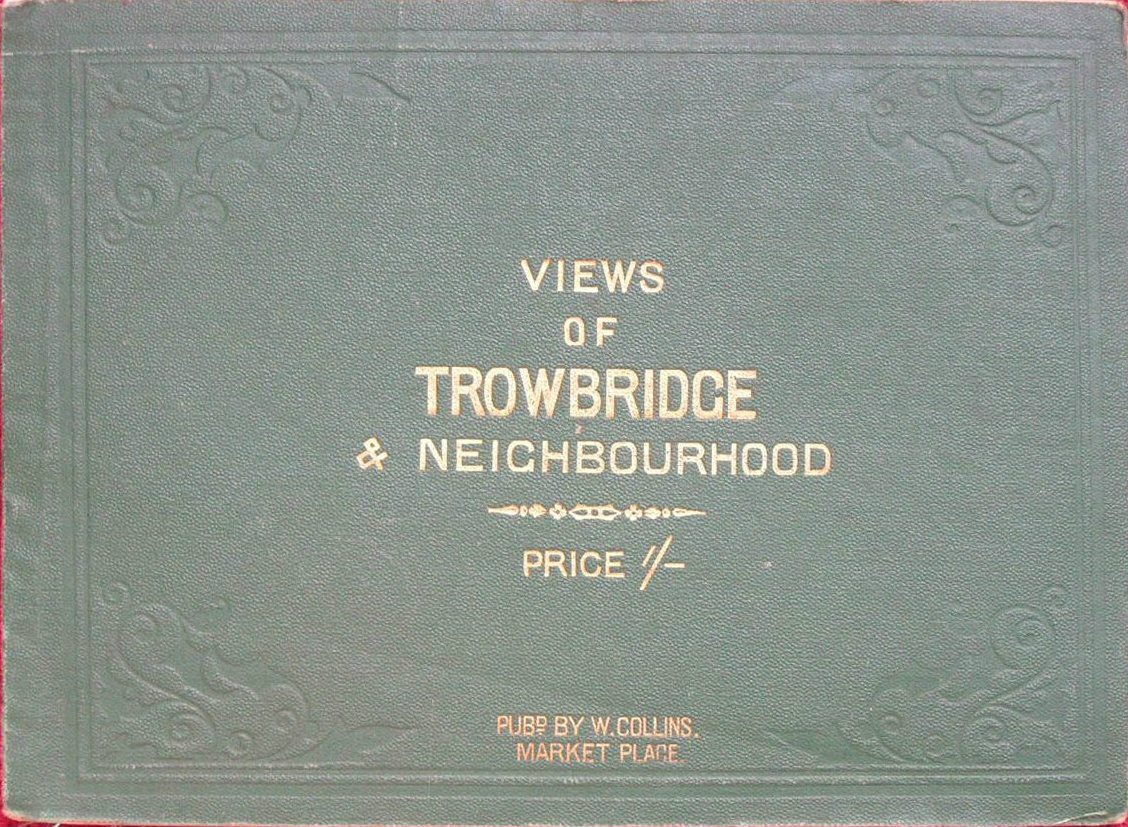 VIEWS
OF
TROWBRIDGE
& NEIGHBOURHOOD
PRICE 1/-
PUBD BY W. COLLINS.
MARKET PLACE.